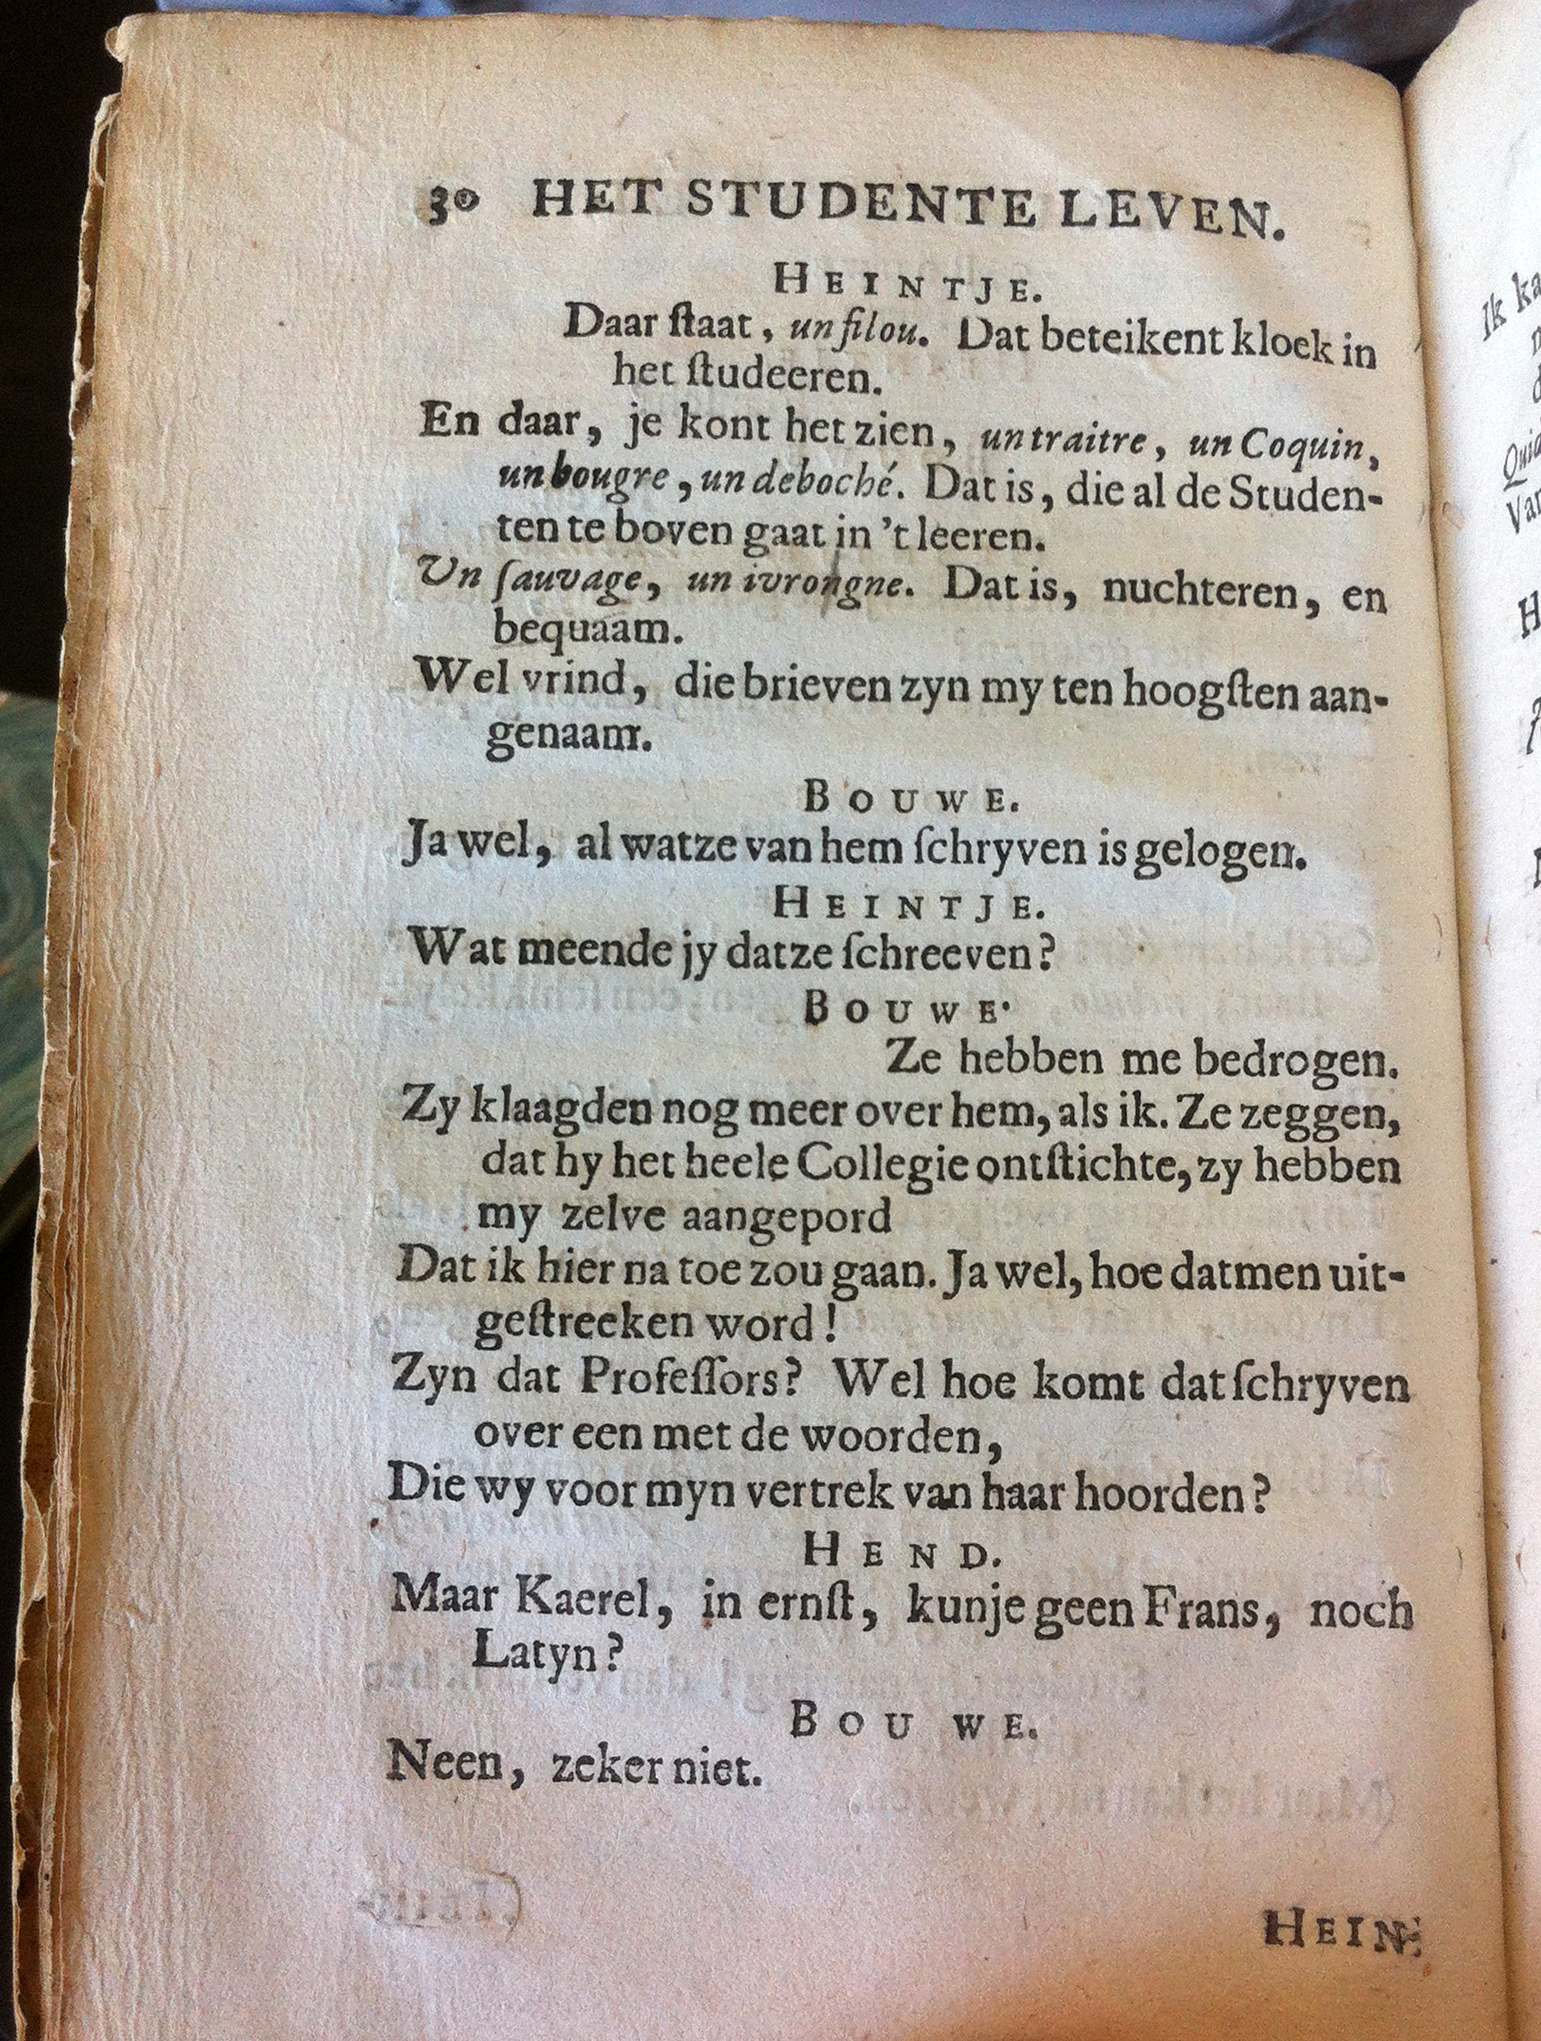 30 HET STUDENTE LEVEN.
HEINTJE.
Daar ſtaat, un filou. Dat beteikent kloek in
het ſtudeeren.
En daar, je kont het zien, un traitre, un Coquin,
un bougre, un deboché. Dat is, die al de Studen-
ten te boven gaat in 't leeren.
Un ſauvage, un ivrongne. Dat is, nuchteren, en
bequaam.
Wel vrind, die brieven zyn my ten hoogſten aan-
genaam.
BOUWE.
Ja wel, al watze van hem ſchryven is gelogen.
HEINTJE.
Wat meende jy datze ſchreeven?
BOUWE.
Ze hebben me bedrogen.
Zy klaagden nog meer over hem, als ik. Ze zeggen,
dat hy het heele Collegie ontſtichte, zy hebben
my zelve aangepord
Dat ik hier na toe zou gaan. Ja wel, hoe datmen uit-
geſtreeken word!
Zyn dat Profeſſors? Wel hoe komt dat ſchryven
over een met de woorden,
Die wy voor myn vertrek van haar hoorden?
HEND.
Maar Kaerel, in ernſt, kunje geen Frans, noch
Latyn?
BOUWE.
Neen, zeker niet.
HEIN-
Ik
Van